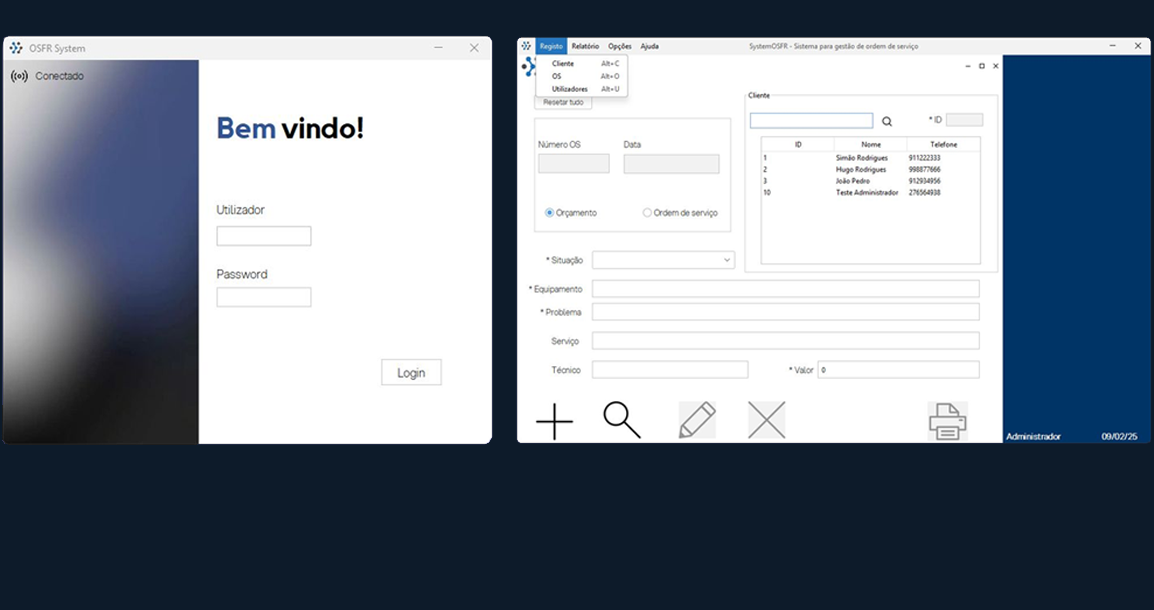 OSFR System
Conectado
Bem vindo!
Utilizador
Password
Login
Registo Relatório Opções Ajuda SystemOSFR - Sistema para gestão de ordem de serviço
Cliente Alt+C
OS Alt+O
Utilizadores Alt+U
Resetar tudo
Número OS Data
Orçamento Ordem de serviço
Cliente
* ID
ID Nome Telefone
1 Simão Rodrigues 911222333
2 Hugo Rodrigues 998877666
3 João Pedro 912934956
10 Teste Administrador 276564938
* Situação
* Equipamento
* Problema
Serviço
Técnico * Valor 0
Administrador 09/02/25